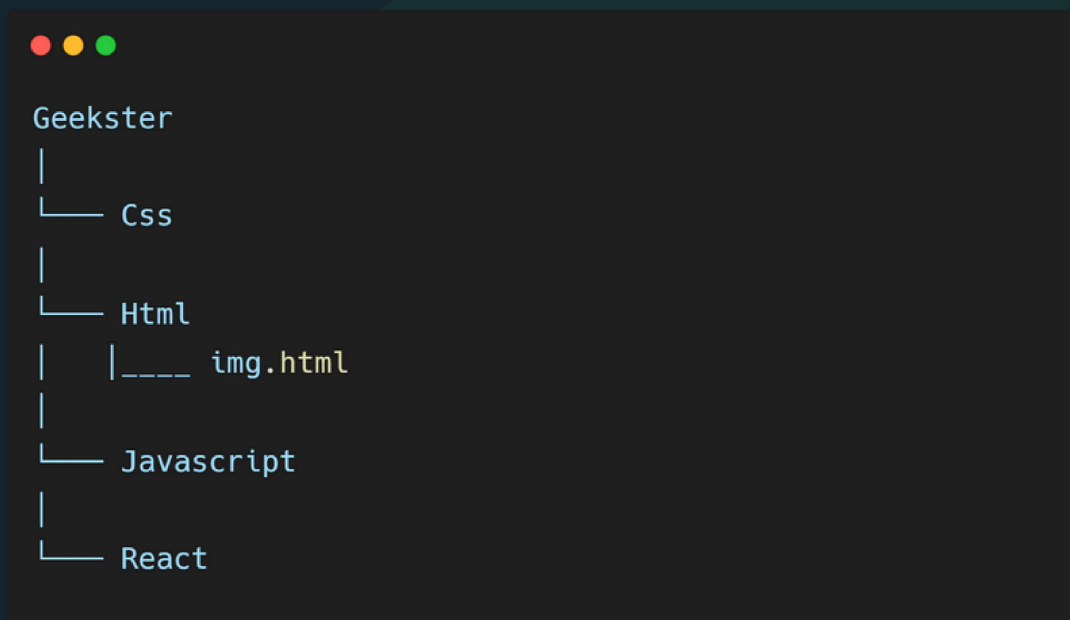 Geekster
│
└─── Css
│
└─── Html
│   │____ img.html
│
└─── Javascript
│
└─── React